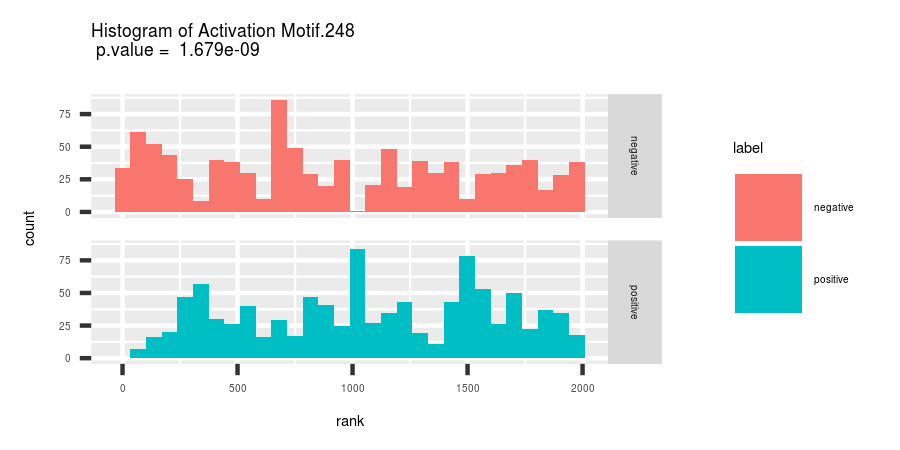 Histogram of Activation Motif.248
p.value = 1.679e-09
count
75
50
25
0
negative
75
50
25
0
positive
0 500 1000 1500 2000
rank
label
negative
positive